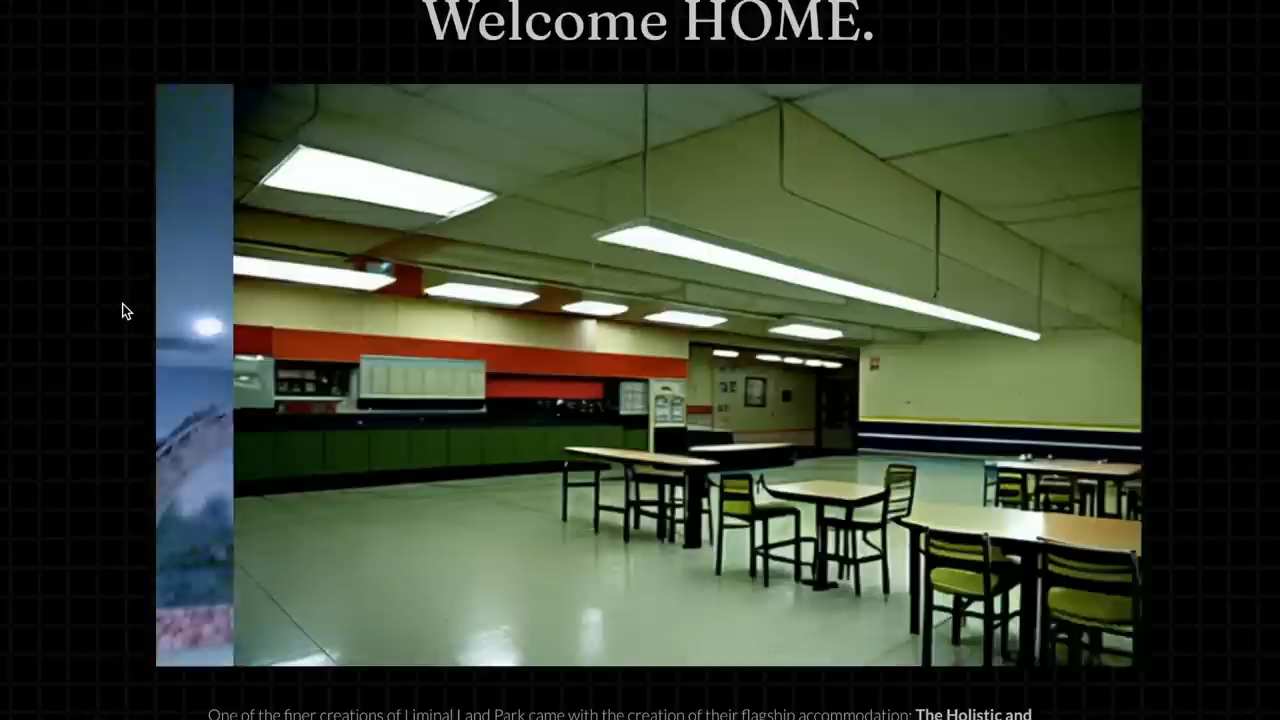 Welcome HOME.
One of the finer creations of Liminal Land Park came with the creation of their flagship accommodation: The Holistic and